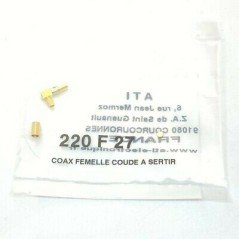 ATI
6, rue Jean Mermoz
Z.A. de Saint Guenault
91080 COURCOURONNES
FRANCE
220 F 27
COAX FEMELLE COUDE A SERTIR